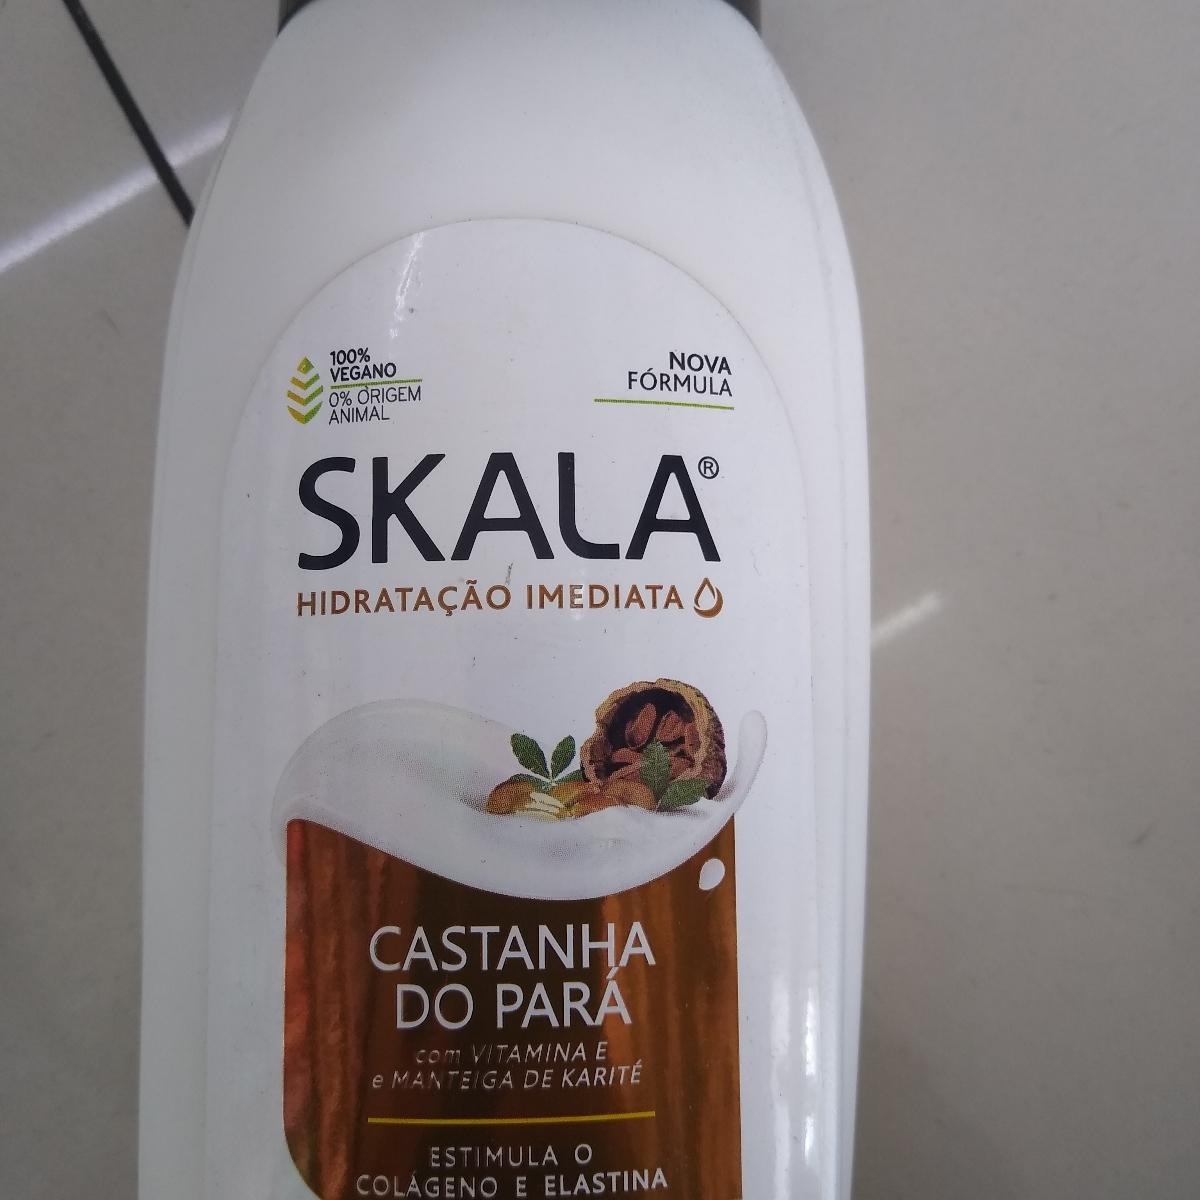 100%
VEGANO
0% ORIGEM
ANIMAL
NOVA
FÓRMULA
SKALA®
HIDRATAÇÃO IMEDIATA
CASTANHA
DO PARÁ
com VITAMINA E
e MANTEIGA DE KARITÉ
ESTIMULA O
COLÁGENO E ELASTINA